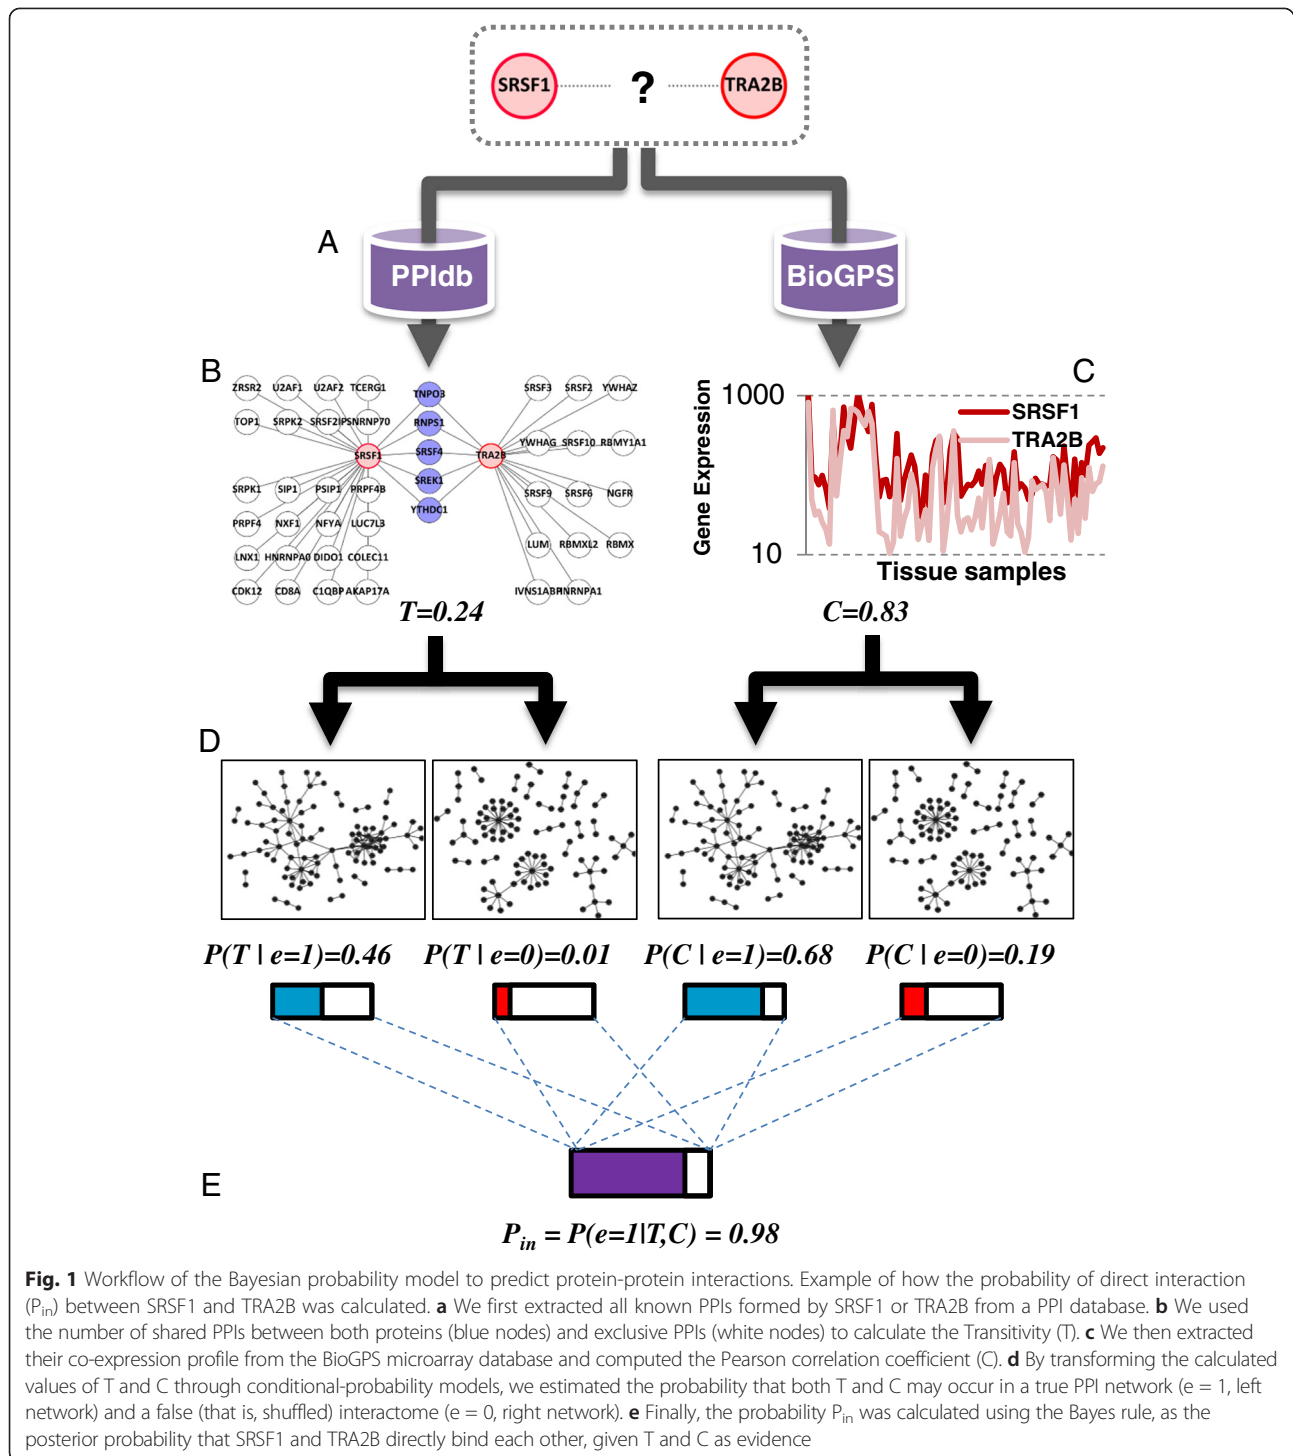 SRSF1 ? TRA2B
A
PPIdb BioGPS
B
ZRSR2 U2AF1 U2AF2 TCERG1 TNPO3 SRSF3 SRSF2 YWHAZ
TOP1 SRPK2 SRSF2IP SNRNP70 RNPS1 YWHAG SRSF10 RBMY1A1
SRSF1 SRSF4 TRA2B
SRPK1 SIP1 PSIP1 PRPF4B SREK1 SRSF9 SRSF6 NGFR
PRPF4 NXF1 NFYA LUC7L3 YTHDC1
LNX1 HNRNPA0 DIDO1 COLEC11 LUM RBMXL2 RBMX
CDK12 CD8A C1QBP AKAP17A IVNS1ABP HNRNPA1
T=0.24
C
Gene Expression
1000
SRSF1
TRA2B
10
Tissue samples
C=0.83
D
P(T | e=1)=0.46 P(T | e=0)=0.01 P(C | e=1)=0.68 P(C | e=0)=0.19
E
Pin = P(e=1|T,C) = 0.98
Fig. 1 Workflow of the Bayesian probability model to predict protein-protein interactions. Example of how the probability of direct interaction
(Pin) between SRSF1 and TRA2B was calculated. a We first extracted all known PPIs formed by SRSF1 or TRA2B from a PPI database. b We used
the number of shared PPIs between both proteins (blue nodes) and exclusive PPIs (white nodes) to calculate the Transitivity (T). c We then extracted
their co-expression profile from the BioGPS microarray database and computed the Pearson correlation coefficient (C). d By transforming the calculated
values of T and C through conditional-probability models, we estimated the probability that both T and C may occur in a true PPI network (e = 1, left
network) and a false (that is, shuffled) interactome (e = 0, right network). e Finally, the probability Pin was calculated using the Bayes rule, as the
posterior probability that SRSF1 and TRA2B directly bind each other, given T and C as evidence